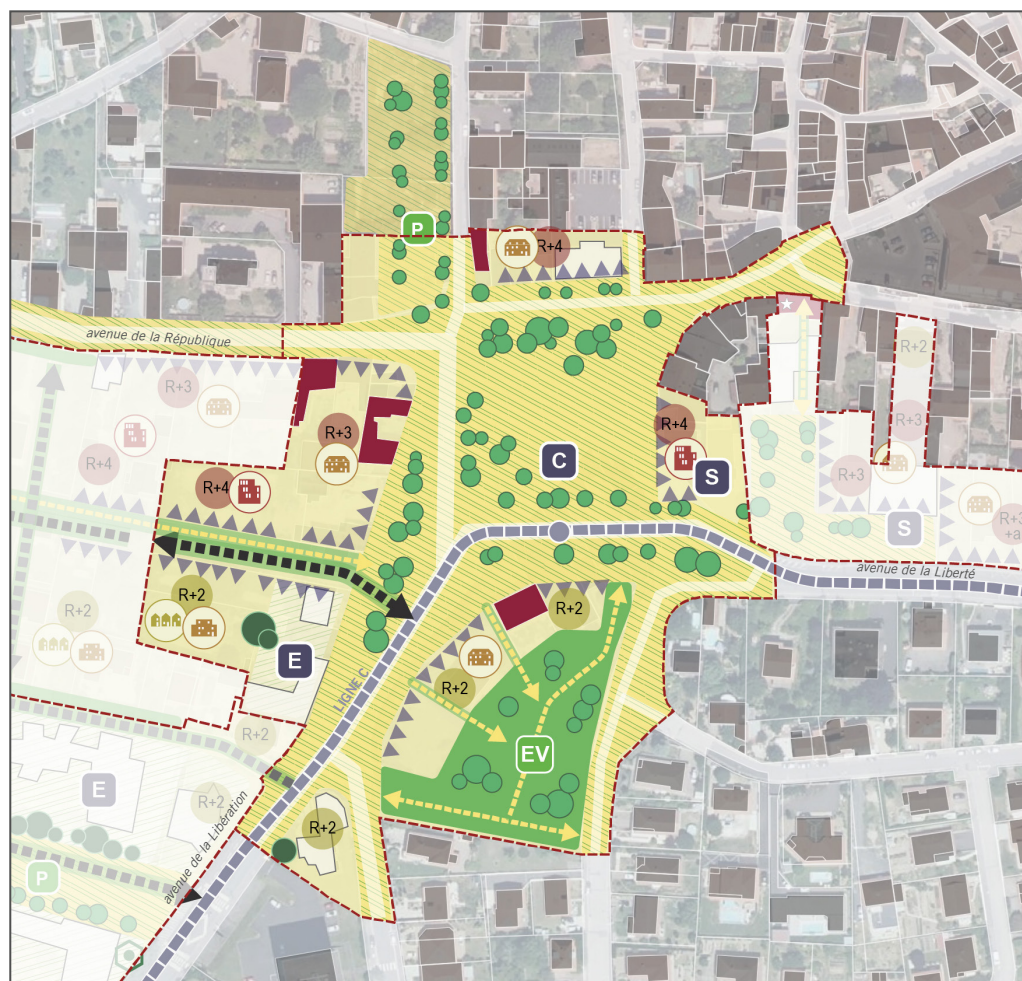 P
R+4
avenue de la République
R+2
R+3
R+4
R+3
R+3
C
S
R+4
R+4
R+3
S
R+3
+a
avenue de la Liberté
R+2
R+2
R+2
E
R+2
LIGNE C
R+2
EV
E
R+2
R+2
avenue de la Libération
P